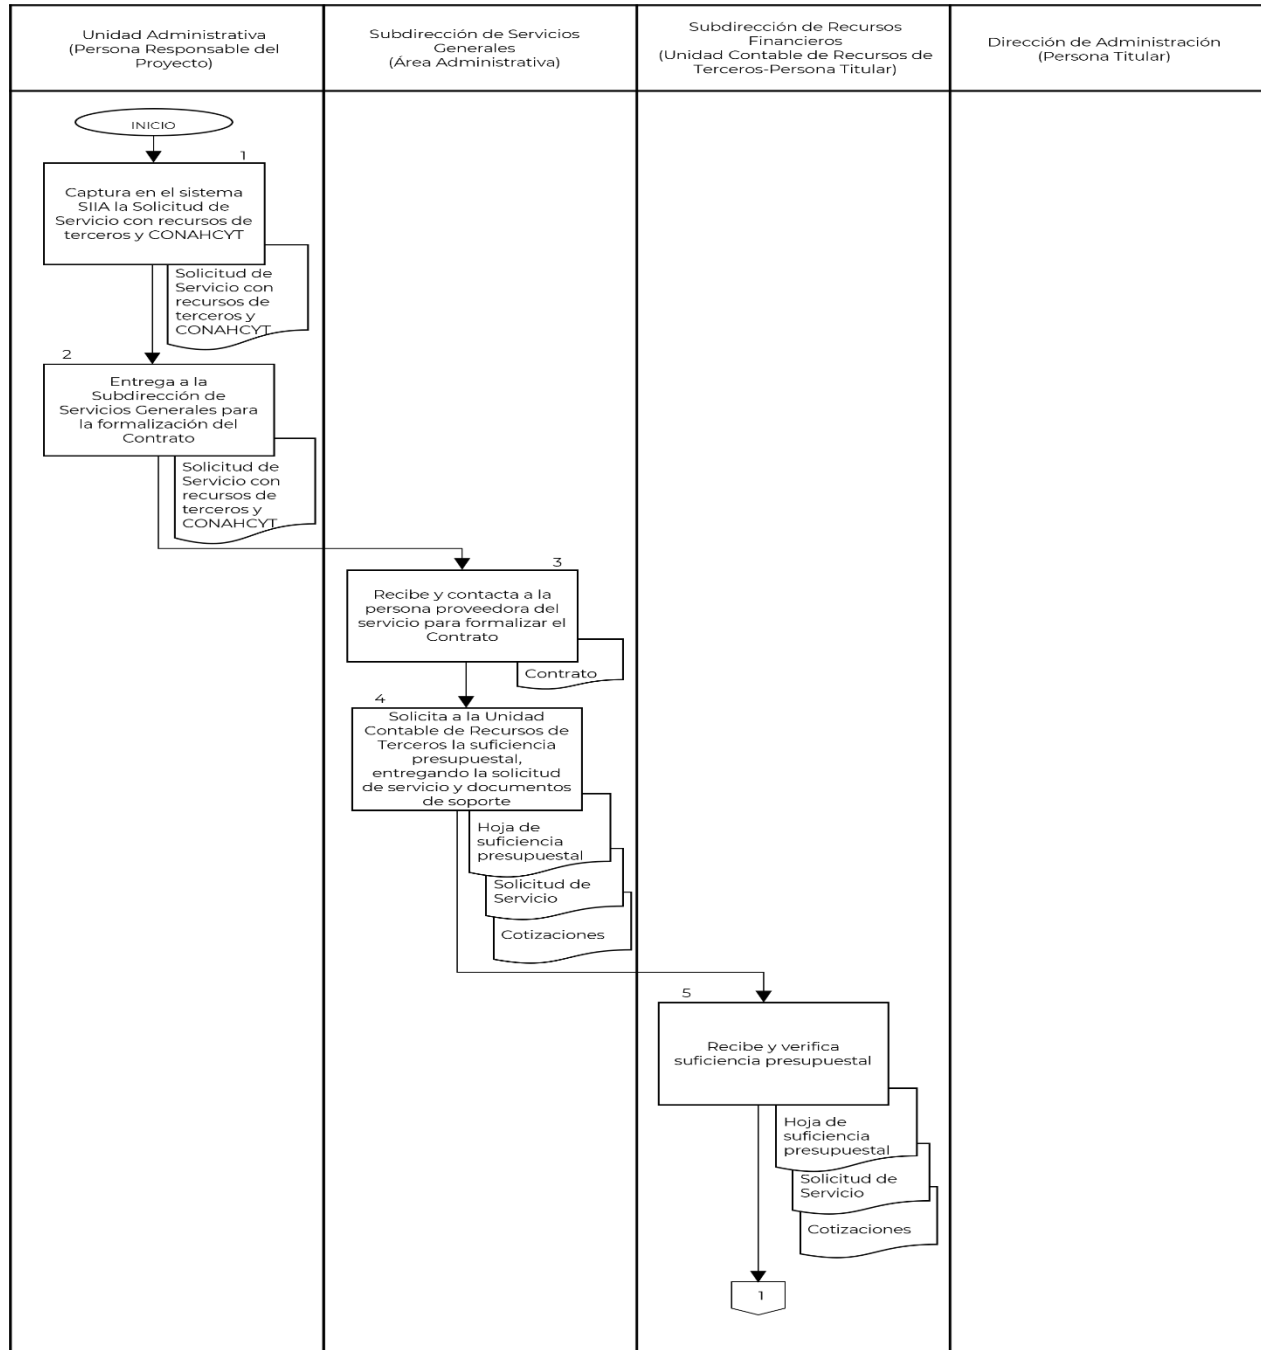 Unidad Administrativa
(Persona Responsable del
Proyecto)
Subdirección de Servicios
Generales
(Área Administrativa)
Subdirección de Recursos
Financieros
(Unidad Contable de Recursos de
Terceros-Persona Titular)
Dirección de Administración
(Persona Titular)
INICIO
1
Captura en el sistema
SIIA la Solicitud de
Servicio con recursos de
terceros y CONAHCYT
Solicitud de
Servicio con
recursos de
terceros y
CONAHCYT
2
Entrega a la
Subdirección de
Servicios Generales para
la formalización del
Contrato
Solicitud de
Servicio con
recursos de
terceros y
CONAHCYT
3
Recibe y contacta a la
persona proveedora del
servicio para formalizar el
Contrato
Contrato
4
Solicita a la Unidad
Contable de Recursos de
Terceros la suficiencia
presupuestal,
entregando la solicitud
de servicio y documentos
de soporte
Hoja de
suficiencia
presupuestal
Solicitud de
Servicio
Cotizaciones
5
Recibe y verifica
suficiencia presupuestal
Hoja de
suficiencia
presupuestal
Solicitud de
Servicio
Cotizaciones
1